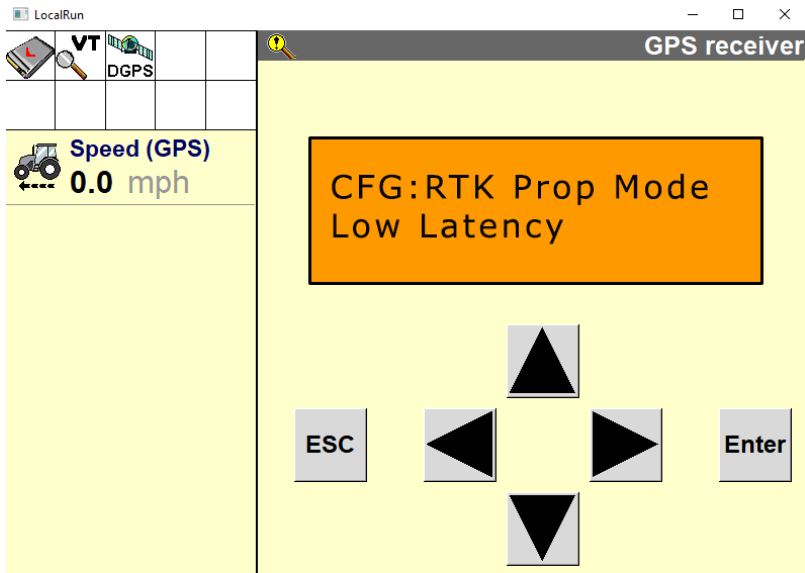 LocalRun
VT
DGPS
GPS receiver
Speed (GPS)
0.0 mph
CFG:RTK Prop Mode
Low Latency
ESC
Enter